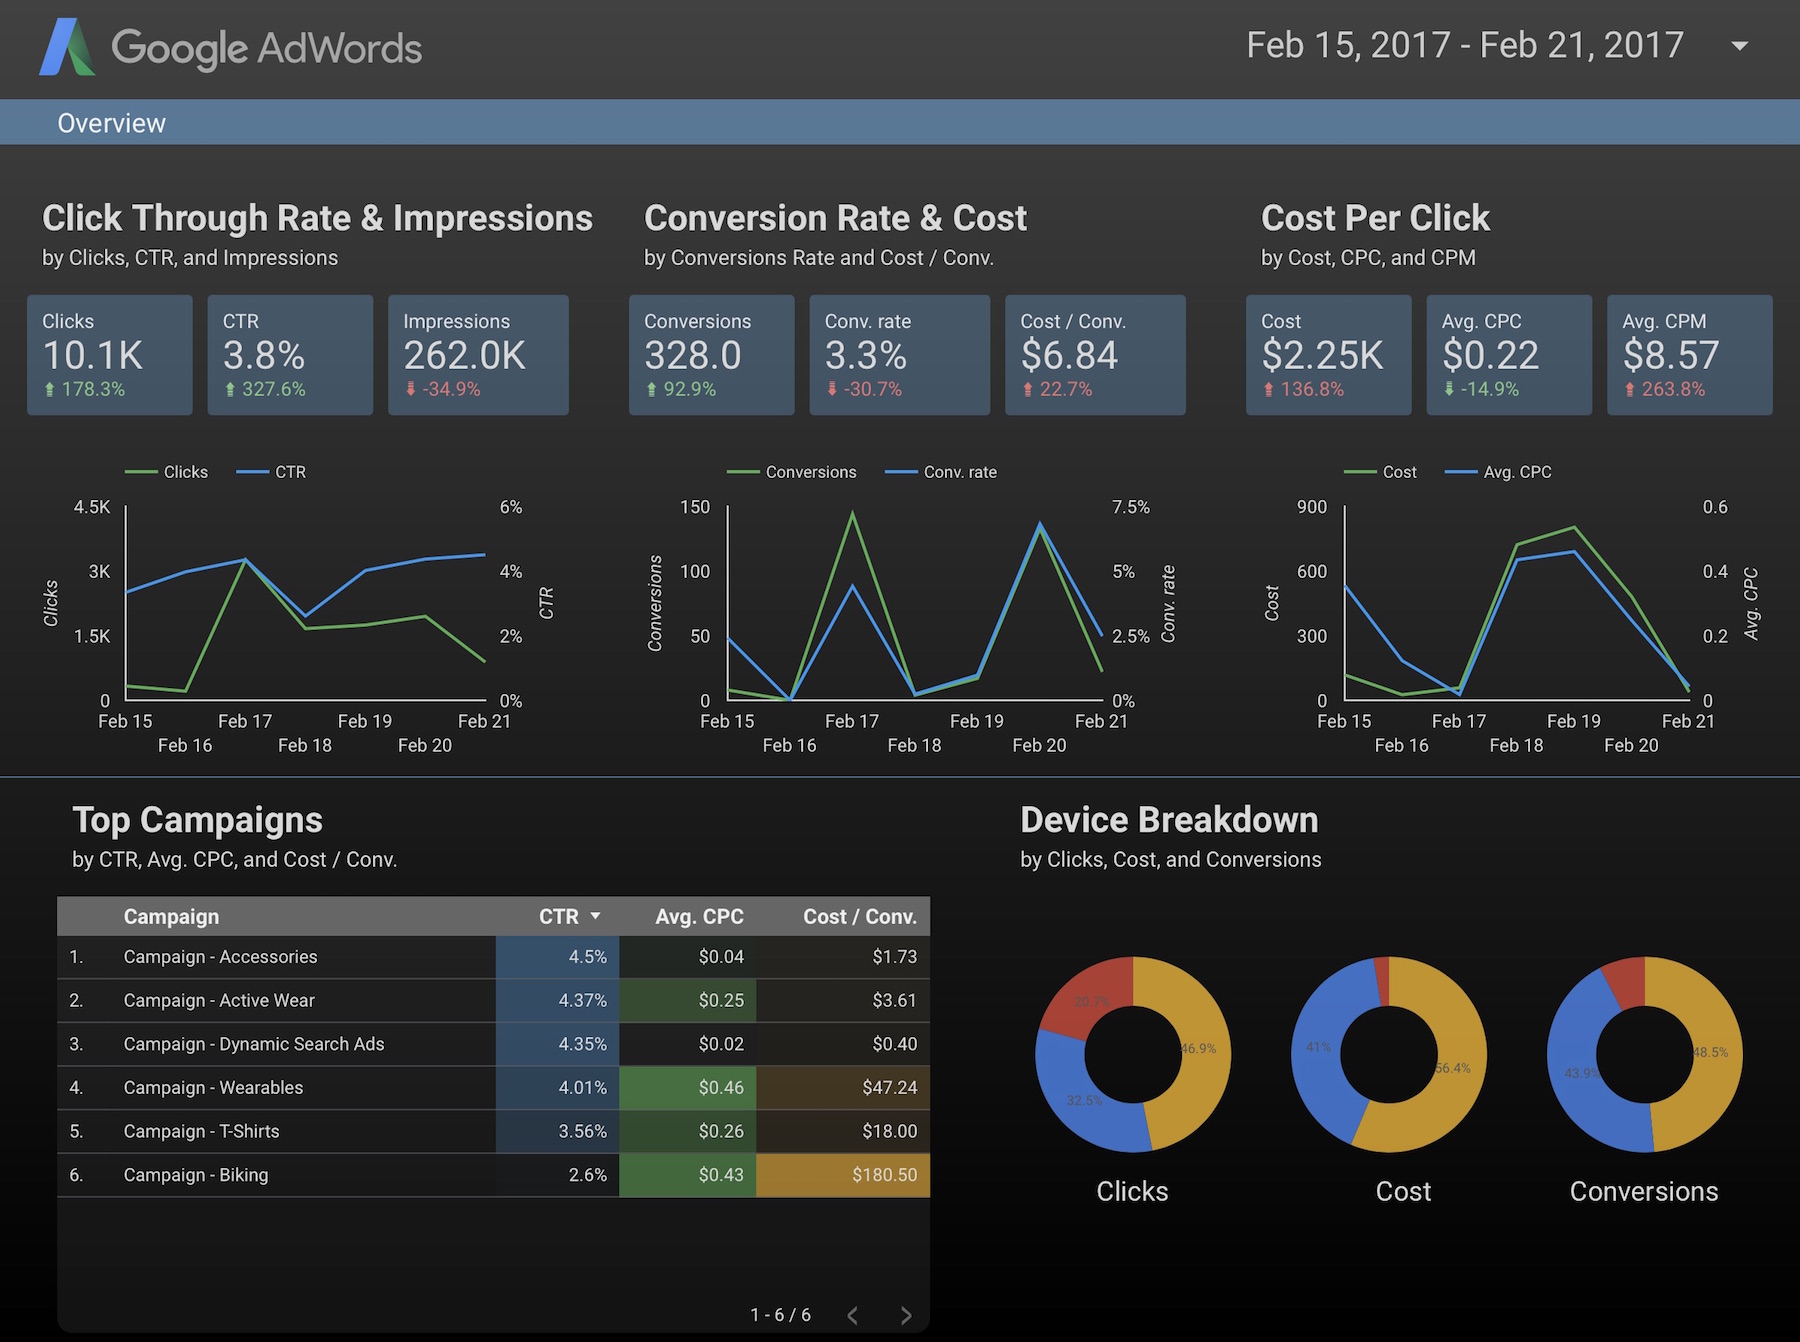 Google AdWords
Feb 15, 2017 - Feb 21, 2017
Overview
Click Through Rate & Impressions
by Clicks, CTR, and Impressions
Clicks
10.1K
178.3%
CTR
3.8%
327.6%
Impressions
262.0K
-34.9%
Clicks CTR
4.5K
3K
1.5K
0
Clicks
6%
4%
2%
0%
CTR
Feb 15 Feb 17 Feb 19 Feb 21
Feb 16 Feb 18 Feb 20
Conversion Rate & Cost
by Conversions Rate and Cost / Conv.
Conversions
328.0
92.9%
Conv. rate
3.3%
-30.7%
Cost / Conv.
$6.84
22.7%
Conversions Conv. rate
150
100
50
0
Conversions
7.5%
5%
2.5%
0%
Conv. rate
Feb 15 Feb 17 Feb 19 Feb 21
Feb 16 Feb 18 Feb 20
Cost Per Click
by Cost, CPC, and CPM
Cost
$2.25K
136.8%
Avg. CPC
$0.22
-14.9%
Avg. CPM
$8.57
263.8%
Cost Avg. CPC
900
600
300
0
Cost
0.6
0.4
0.2
0
Avg. CPC
Feb 15 Feb 17 Feb 19 Feb 21
Feb 16 Feb 18 Feb 20
Top Campaigns
by CTR, Avg. CPC, and Cost / Conv.
Campaign CTR Avg. CPC Cost / Conv.
1. Campaign - Accessories 4.5% $0.04 $1.73
2. Campaign - Active Wear 4.37% $0.25 $3.61
3. Campaign - Dynamic Search Ads 4.35% $0.02 $0.40
4. Campaign - Wearables 4.01% $0.46 $47.24
5. Campaign - T-Shirts 3.56% $0.26 $18.00
6. Campaign - Biking 2.6% $0.43 $180.50
1 - 6 / 6
Device Breakdown
by Clicks, Cost, and Conversions
20.7%
46.9%
32.5%
Clicks
41%
56.4%
Cost
48.5%
43.9%
Conversions